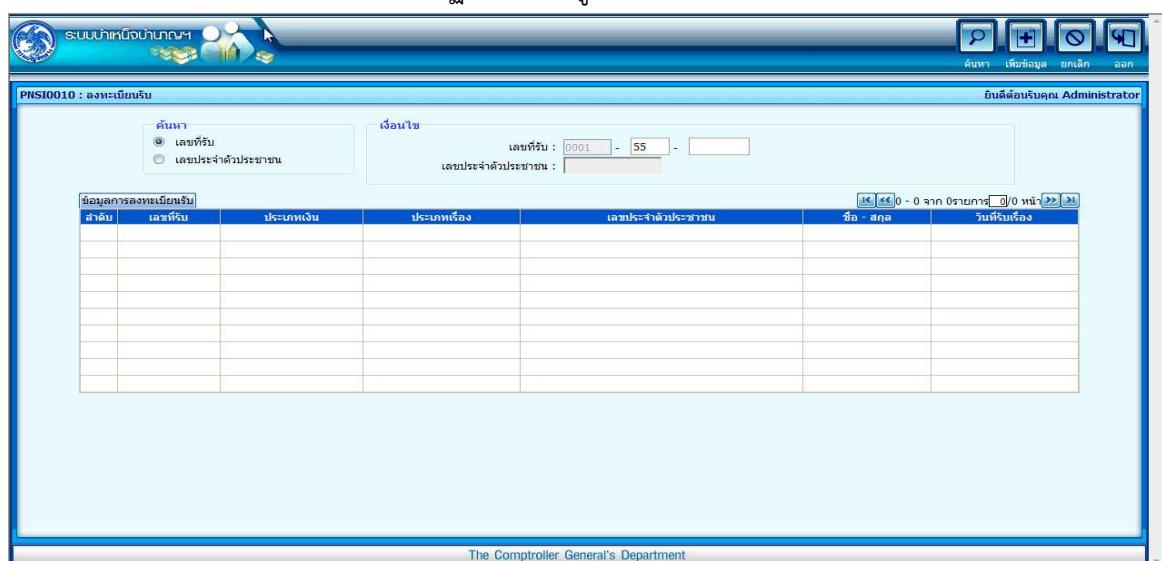 ระบบบำเหน็จบำนาญฯ
ค้นหา เพิ่มข้อมูล ยกเลิก ออก
PNSI0010 : ลงทะเบียนรับ ยินดีต้อนรับคุณ Administrator
ค้นหา เงื่อนไข
เลขที่รับ เลขที่รับ : 0001 - 55 -
เลขประจำตัวประชาชน เลขประจำตัวประชาชน :
ข้อมูลการลงทะเบียนรับ 0 - 0 จาก 0รายการ 0/0 หน้า
ลำดับ เลขที่รับ ประเภทเงิน ประเภทเรื่อง เลขประจำตัวประชาชน ชื่อ - สกุล วันที่รับเรื่อง
The Comptroller General's Department